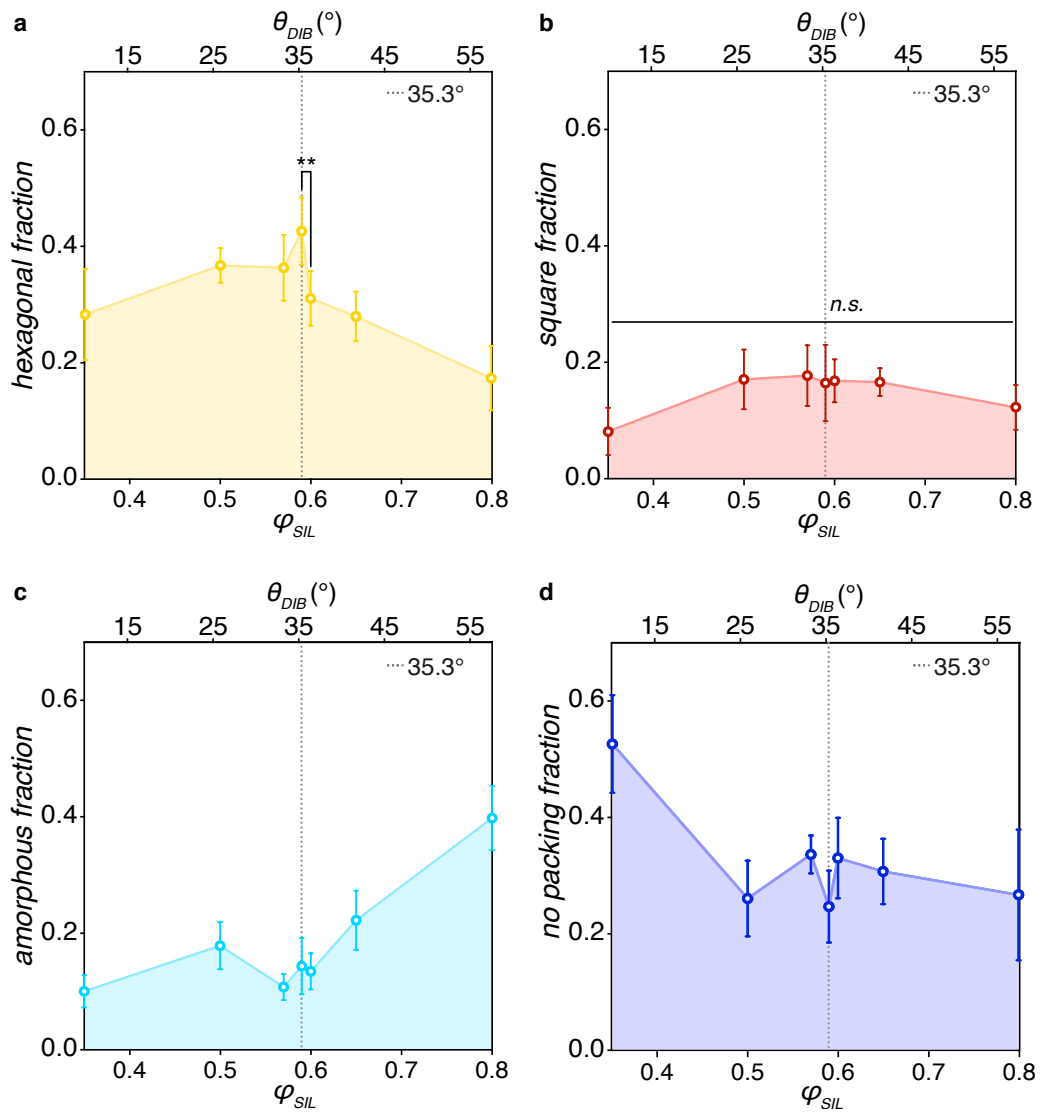 a
θDIB (°)
15 25 35 45 57
35.3°
**
hexagonal fraction
0.6
0.4
0.2
0.0
0.4 0.5 0.6 0.7 0.8
φSIL
b
θDIB (°)
15 25 35 45 57
35.3°
n.s.
square fraction
0.6
0.4
0.2
0.0
0.4 0.5 0.6 0.7 0.8
φSIL
c
θDIB (°)
15 25 35 45 57
35.3°
amorphous fraction
0.6
0.4
0.2
0.0
0.4 0.5 0.6 0.7 0.8
φSIL
d
θDIB (°)
15 25 35 45 57
35.3°
no packing fraction
0.6
0.4
0.2
0.0
0.4 0.5 0.6 0.7 0.8
φSIL